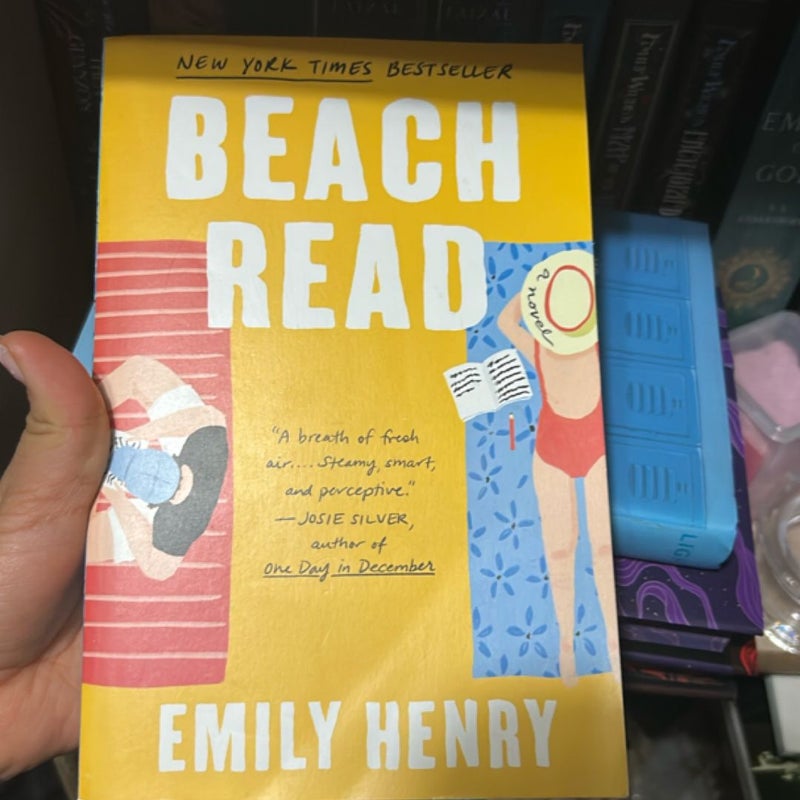 NEW YORK TIMES BESTSELLER
BEACH
READ
a novel
"A breath of fresh
air.... Steamy, smart,
and perceptive."
— JOSIE SILVER,
author of
One Day in December
EMILY HENRY
LIG